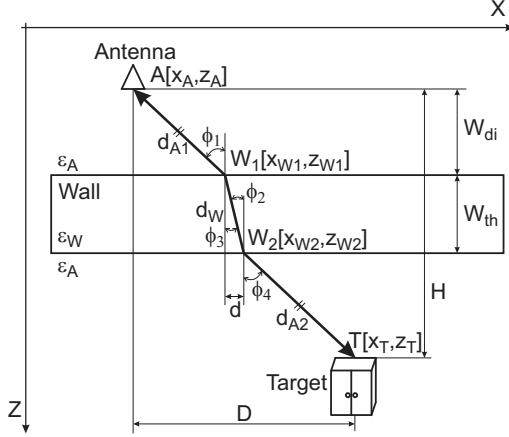 X
Antenna
A[x_A,z_A]
ϕ_1
d_A1
W_di
ε_A
W_1[x_W1,z_W1]
Wall
ϕ_2
d_W
W_th
ε_W
ϕ_3
W_2[x_W2,z_W2]
ε_A
ϕ_4
H
d
d_A2
T[x_T,z_T]
Target
Z
D